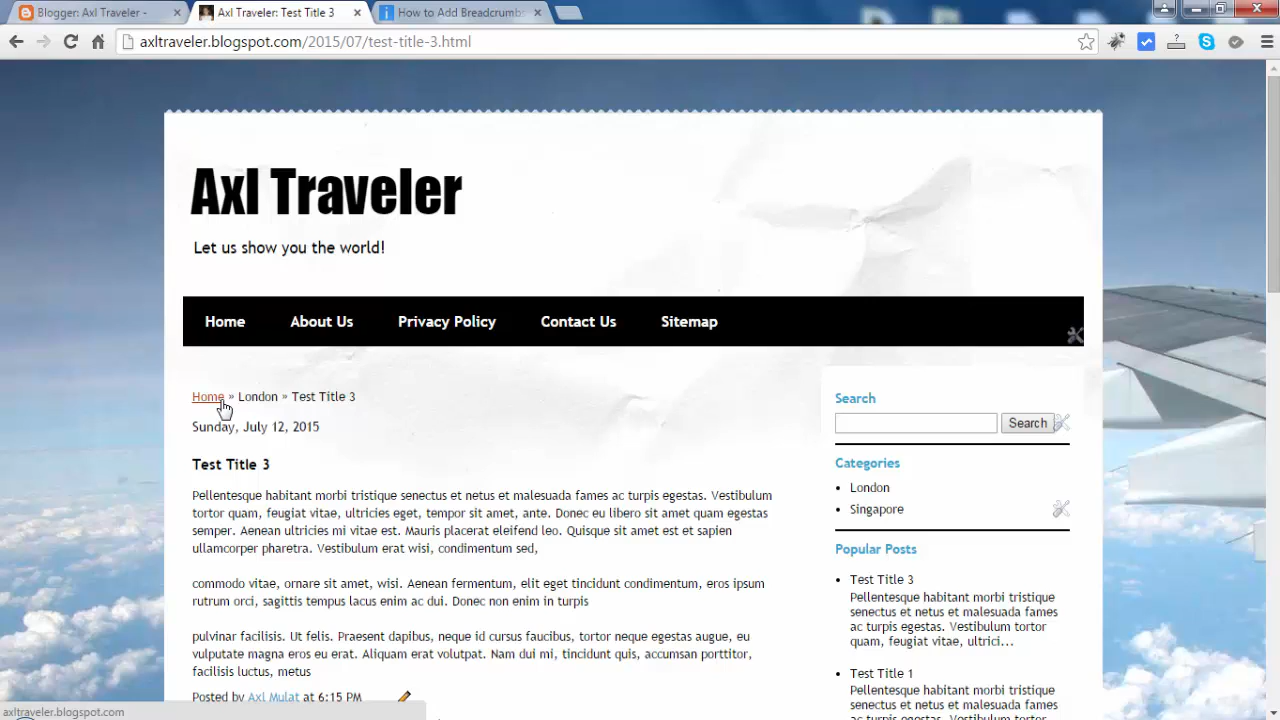 Blogger: Axl Traveler -
Axl Traveler: Test Title 3
How to Add Breadcrumbs
axltraveler.blogspot.com/2015/07/test-title-3.html
Axl Traveler
Let us show you the world!
Home About Us Privacy Policy Contact Us Sitemap
Home » London » Test Title 3
Sunday, July 12, 2015
Test Title 3
Pellentesque habitant morbi tristique senectus et netus et malesuada fames ac turpis egestas. Vestibulum
tortor quam, feugiat vitae, ultricies eget, tempor sit amet, ante. Donec eu libero sit amet quam egestas
semper. Aenean ultricies mi vitae est. Mauris placerat eleifend leo. Quisque sit amet est et sapien
ullamcorper pharetra. Vestibulum erat wisi, condimentum sed,
commodo vitae, ornare sit amet, wisi. Aenean fermentum, elit eget tincidunt condimentum, eros ipsum
rutrum orci, sagittis tempus lacus enim ac dui. Donec non enim in turpis
pulvinar facilisis. Ut felis. Praesent dapibus, neque id cursus faucibus, tortor neque egestas augue, eu
vulputate magna eros eu erat. Aliquam erat volutpat. Nam dui mi, tincidunt quis, accumsan porttitor,
facilisis luctus, metus
Posted by Axl Mulat at 6:15 PM
Search
Search
Categories
London
Singapore
Popular Posts
Test Title 3
Pellentesque habitant morbi tristique
senectus et netus et malesuada fames
ac turpis egestas. Vestibulum tortor
quam, feugiat vitae, ultrici...
Test Title 1
Pellentesque habitant morbi tristique
senectus et netus et malesuada fames
axltraveler.blogspot.com